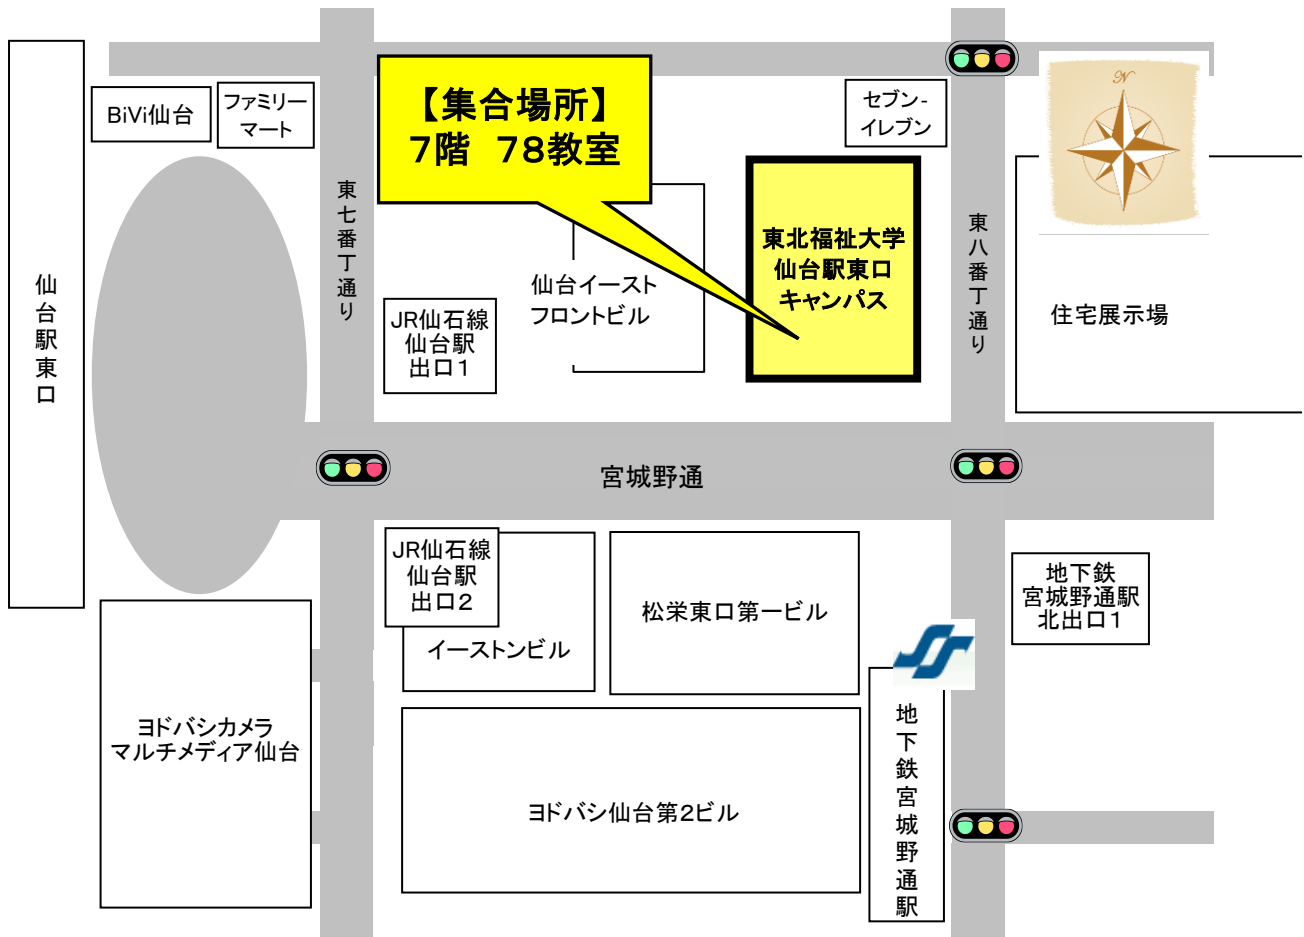 N
BiVi仙台
ファミリー
マート
【集合場所】
7階　78教室
セブン-
イレブン
東七番丁通り
東北福祉大学
仙台駅東口
キャンパス
東八番丁通り
仙台駅東口
仙台イースト
フロントビル
JR仙石線
仙台駅
出口1
住宅展示場
宮城野通
JR仙石線
仙台駅
出口2
イーストンビル
松栄東口第一ビル
地下鉄
宮城野通駅
北出口1
ヨドバシカメラ
マルチメディア仙台
ヨドバシ仙台第2ビル
地下鉄宮城野通駅